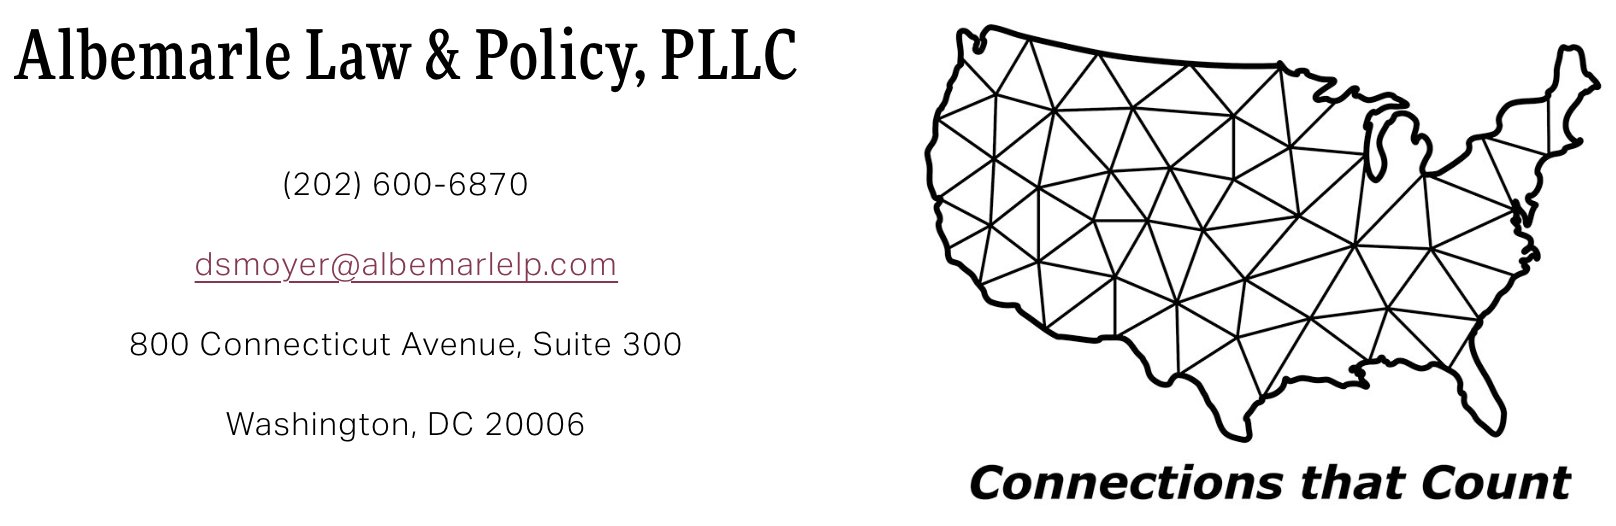 Albemarle Law & Policy, PLLC
(202) 600-6870
dsmoyer@albemarlelp.com
800 Connecticut Avenue, Suite 300
Washington, DC 20006
Connections that Count